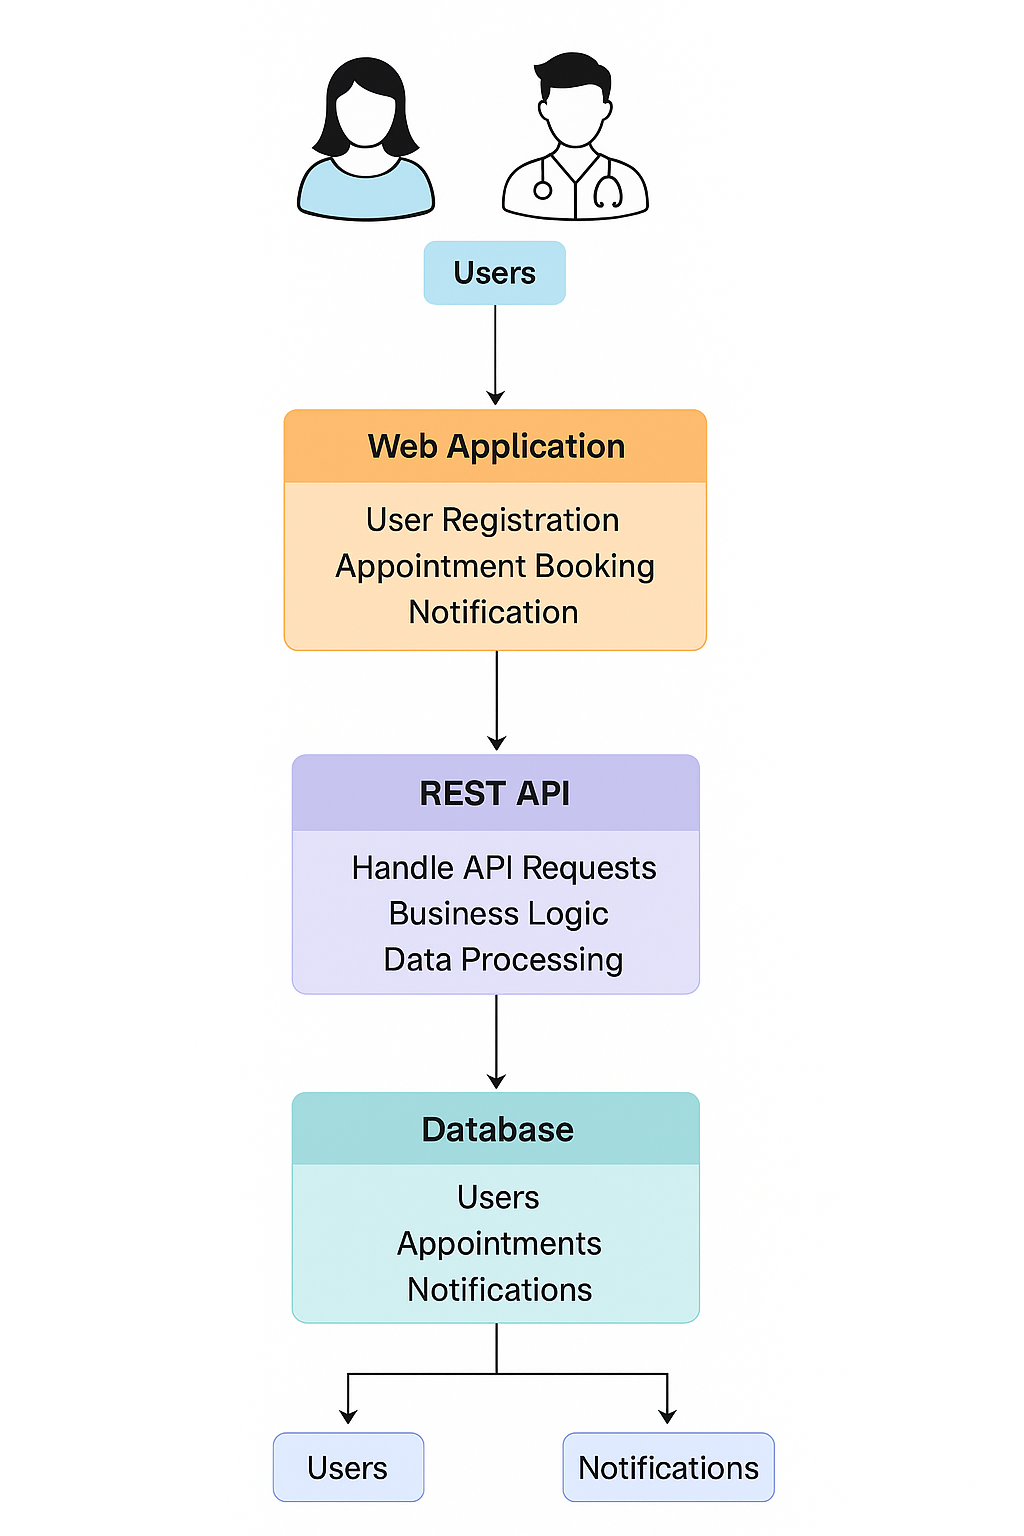 Users
Web Application
User Registration
Appointment Booking
Notification
REST API
Handle API Requests
Business Logic
Data Processing
Database
Users
Appointments
Notifications
Users
Notifications